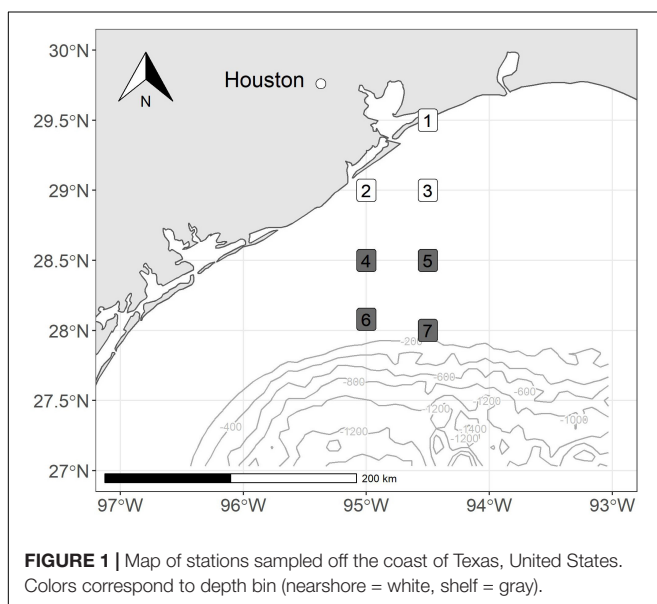 30°N
N
Houston
29.5°N
1
29°N
2
3
28.5°N
4
5
28°N
6
7
-200
27.5°N
-800
-600
-600
-400
-1200
-1200
-1000
-1200
-1400
-1200
27°N
200 km
97°W
96°W
95°W
94°W
93°W
FIGURE 1 | Map of stations sampled off the coast of Texas, United States.
Colors correspond to depth bin (nearshore = white, shelf = gray).